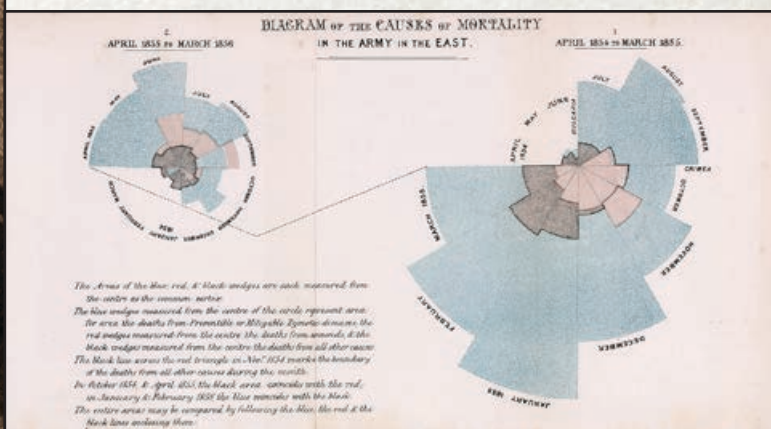 DIAGRAM OF THE CAUSES OF MORTALITY
IN THE ARMY IN THE EAST.
2.
APRIL 1855 TO MARCH 1856
1.
APRIL 1854 TO MARCH 1855.
APRIL 1855
MAY
JUNE
JULY
AUGUST
SEPTEMBER
OCTOBER
NOVEMBER
DECEMBER
JANUARY
1856
FEBRUARY
MARCH
APRIL
1854
MAY
JUNE
BULGARIA
JULY
AUGUST
SEPTEMBER
CRIMEA
OCTOBER
NOVEMBER
DECEMBER
JANUARY 1855
FEBRUARY
MARCH 1855
The Areas of the blue, red, & black wedges are each measured from
the centre as the common vertex
The blue wedges measured from the centre of the circle represent area
for area the deaths from Preventible or Mitigable Zymotic diseases, the
red wedges measured from the centre the deaths from wounds, & the
black wedges measured from the centre the deaths from all other causes
The black line across the red triangle in Novr. 1854 marks the boundary
of the deaths from all other causes during the month
In October 1854, & April 1855, the black area coincides with the red,
in January & February 1856, the blue coincides with the black
The entire areas may be compared by following the blue, the red & the
black lines enclosing them